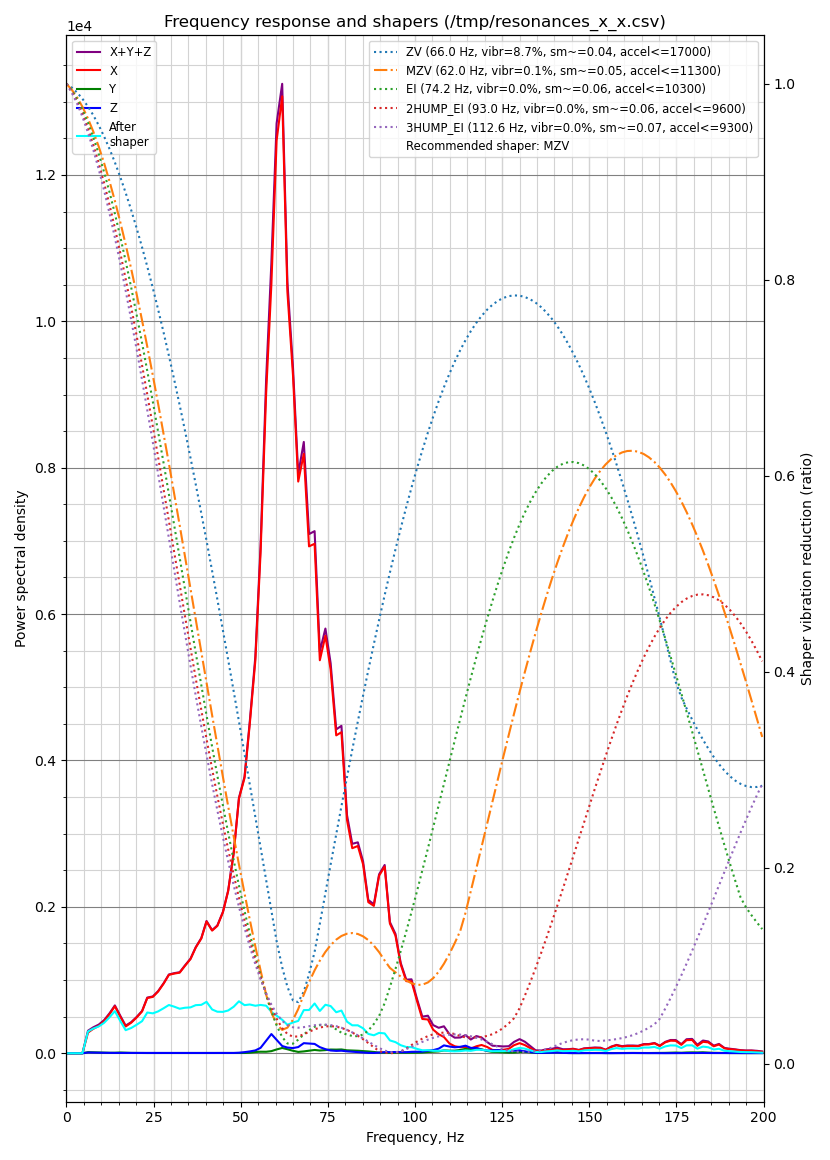 Frequency response and shapers (/tmp/resonances_x_x.csv)
1e4
X+Y+Z
X
Y
Z
After
shaper
ZV (66.0 Hz, vibr=8.7%, sm~=0.04, accel<=17000)
MZV (62.0 Hz, vibr=0.1%, sm~=0.05, accel<=11300)
EI (74.2 Hz, vibr=0.0%, sm~=0.06, accel<=10300)
2HUMP_EI (93.0 Hz, vibr=0.0%, sm~=0.06, accel<=9600)
3HUMP_EI (112.6 Hz, vibr=0.0%, sm~=0.07, accel<=9300)
Recommended shaper: MZV
Power spectral density
1.2
1.0
0.8
0.6
0.4
0.2
0.0
1.0
0.8
0.6
0.4
0.2
0.0
Shaper vibration reduction (ratio)
0
25
50
75
100
125
150
175
200
Frequency, Hz